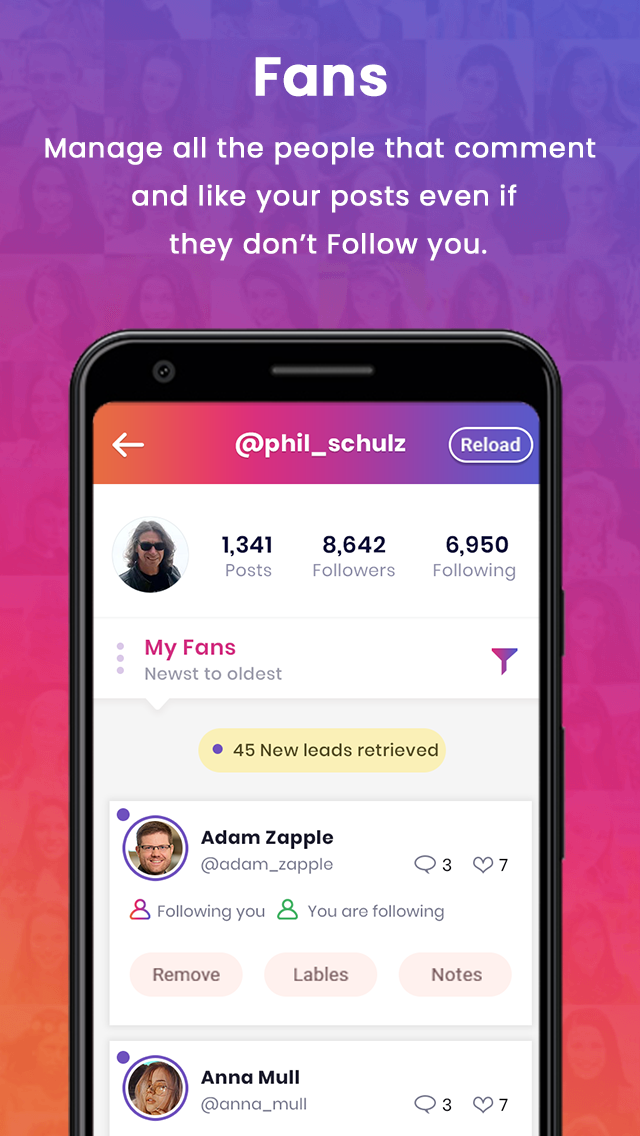 Fans
Manage all the people that comment
and like your posts even if
they don’t Follow you.
@phil_schulz
Reload
1,341 8,642 6,950
Posts Followers Following
My Fans
Newst to oldest
45 New leads retrieved
Adam Zapple
@adam_zapple 3 7
Following you You are following
Remove Lables Notes
Anna Mull
@anna_mull 3 7